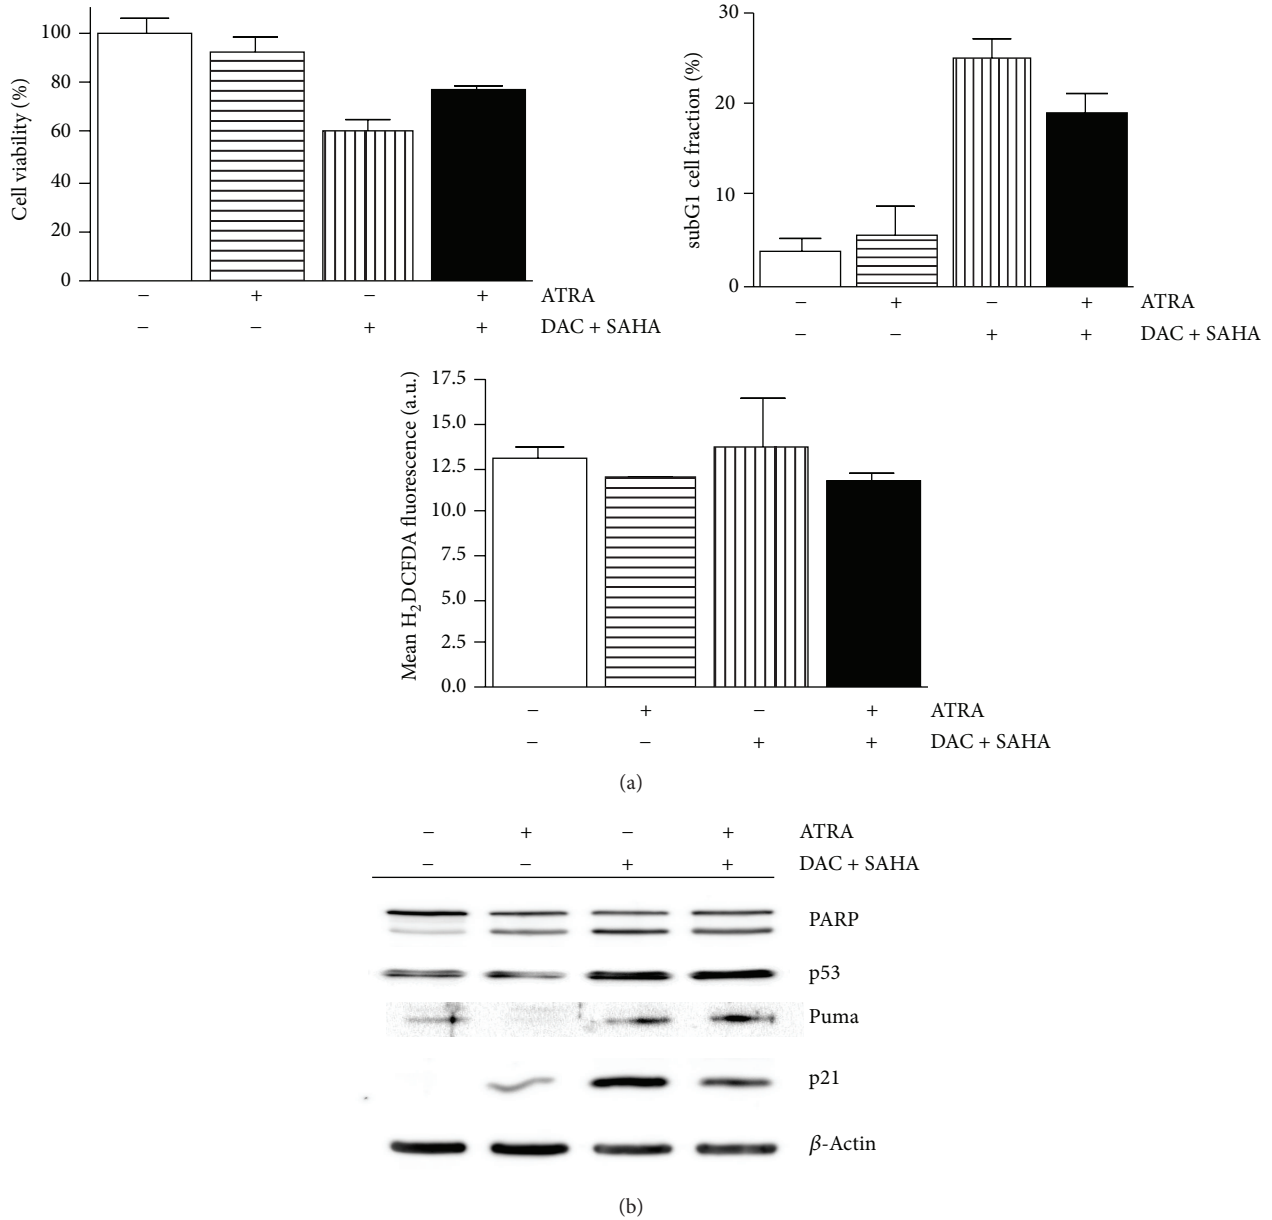 Cell viability (%)
100
80
60
40
20
0
− + − + ATRA
− − + + DAC + SAHA
subG1 cell fraction (%)
30
20
10
0
− + − + ATRA
− − + + DAC + SAHA
Mean H₂DCFDA fluorescence (a.u.)
17.5
15.0
12.5
10.0
7.5
5.0
2.5
0.0
− + − + ATRA
− − + + DAC + SAHA
(a)
− + − + ATRA
− − + + DAC + SAHA
PARP
p53
Puma
p21
β-Actin
(b)